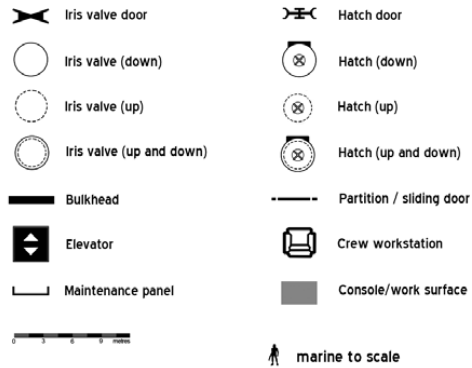 Iris valve door
Hatch door
Iris valve (down)
Hatch (down)
Iris valve (up)
Hatch (up)
Iris valve (up and down)
Hatch (up and down)
Bulkhead
Partition / sliding door
Elevator
Crew workstation
Maintenance panel
Console/work surface
0 3 6 9 metres
marine to scale